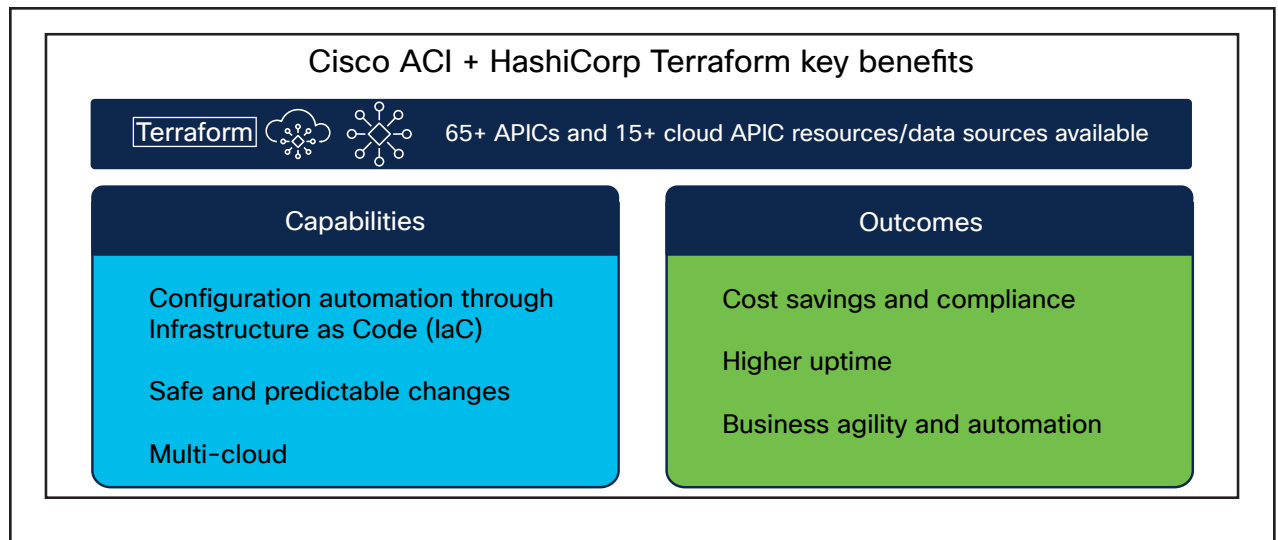 Cisco ACI + HashiCorp Terraform key benefits
Terraform 65+ APICs and 15+ cloud APIC resources/data sources available
Capabilities
Configuration automation through
Infrastructure as Code (IaC)
Safe and predictable changes
Multi-cloud
Outcomes
Cost savings and compliance
Higher uptime
Business agility and automation